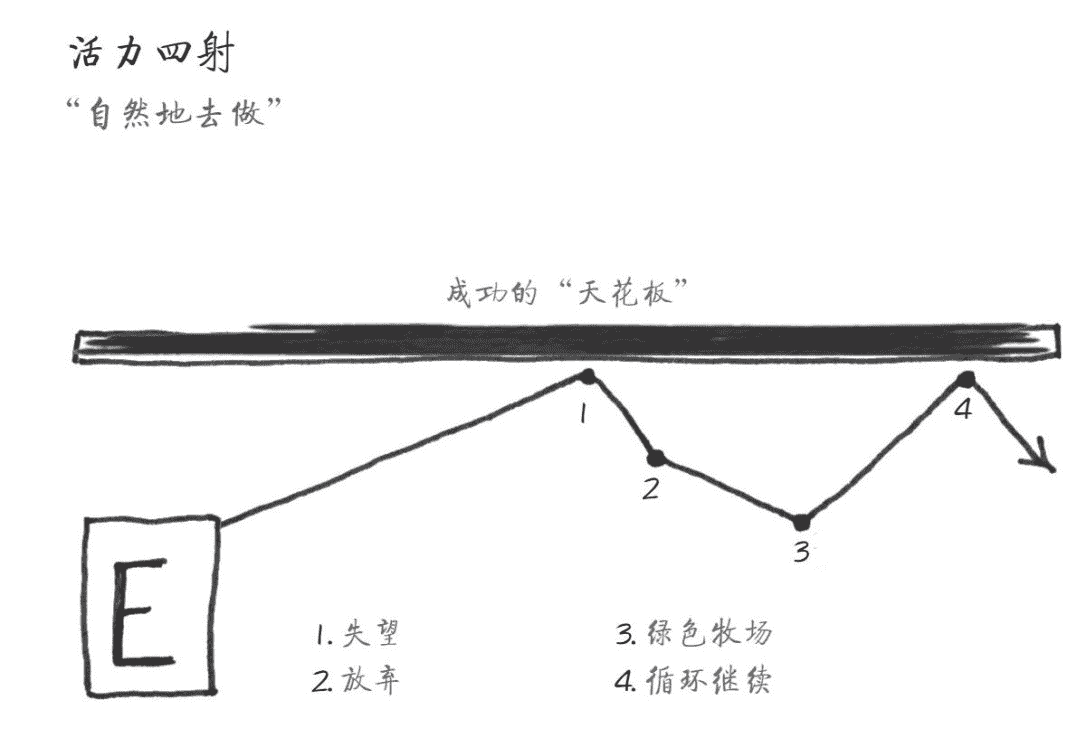 活力四射
“自然地去做”
成功的“天花板”
1
2
3
4
E
1. 失望
2. 放弃
3. 绿色牧场
4. 循环继续